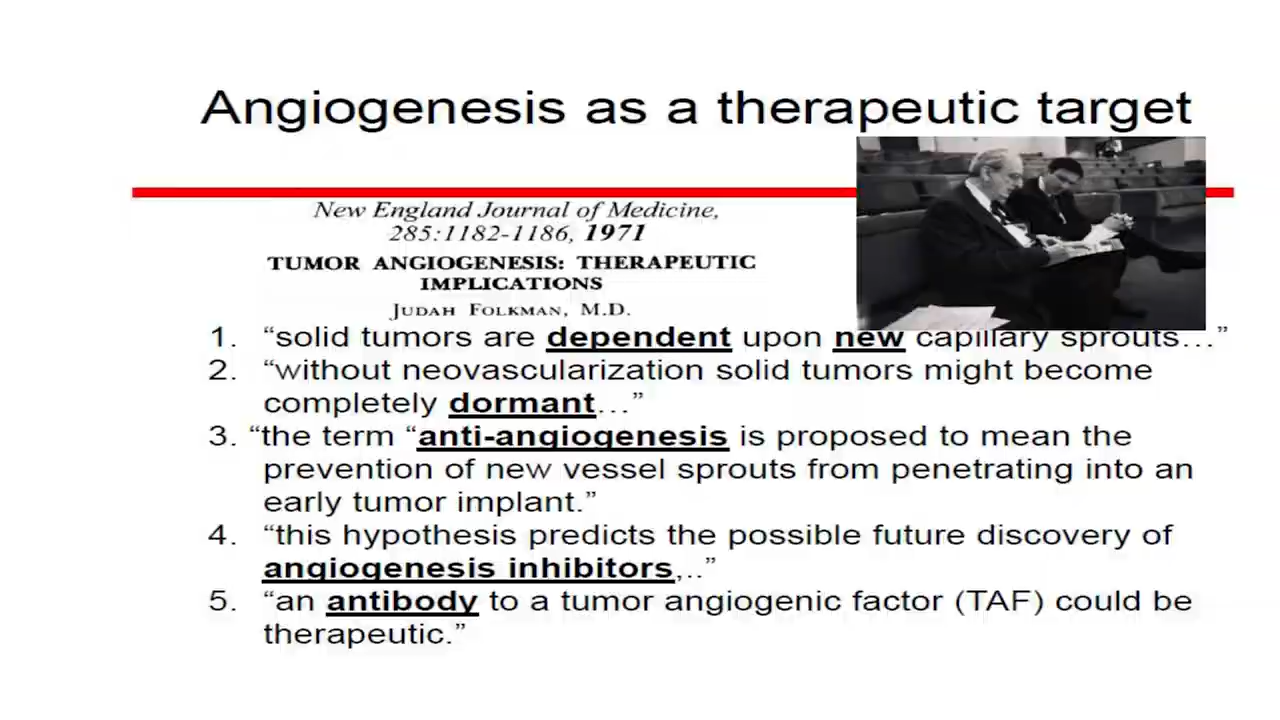 Angiogenesis as a therapeutic target
New England Journal of Medicine,
285:1182-1186, 1971
TUMOR ANGIOGENESIS: THERAPEUTIC
IMPLICATIONS
JUDAH FOLKMAN, M.D.
1. “solid tumors are dependent upon new capillary sprouts…”
2. “without neovascularization solid tumors might become
completely dormant…”
3. “the term “anti-angiogenesis is proposed to mean the
prevention of new vessel sprouts from penetrating into an
early tumor implant.”
4. “this hypothesis predicts the possible future discovery of
angiogenesis inhibitors,..”
5. “an antibody to a tumor angiogenic factor (TAF) could be
therapeutic.”